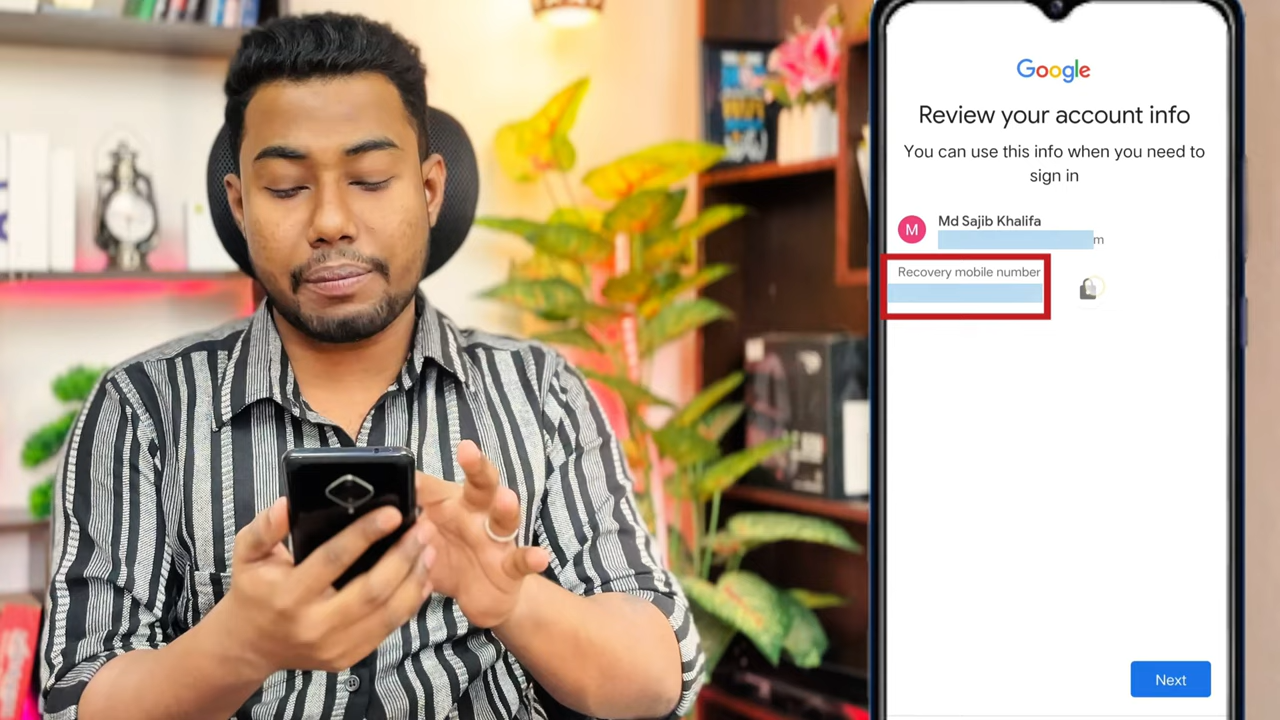 Google
Review your account info
You can use this info when you need to
sign in
M
Md Sajib Khalifa
m
Recovery mobile number
Next